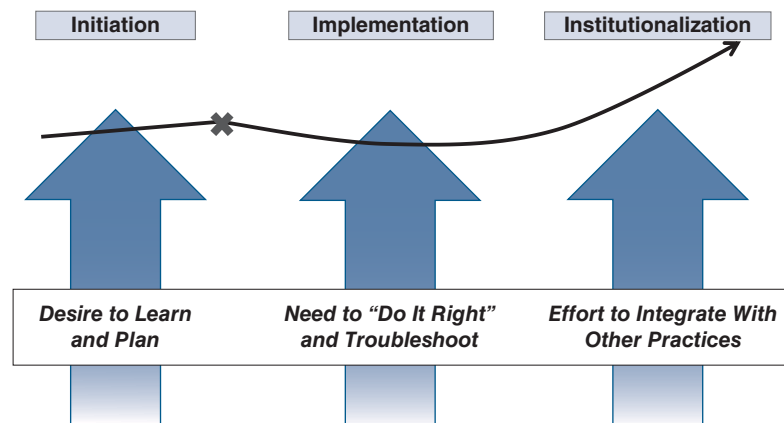 Initiation
Implementation
Institutionalization
Desire to Learn
and Plan
Need to “Do It Right”
and Troubleshoot
Effort to Integrate With
Other Practices